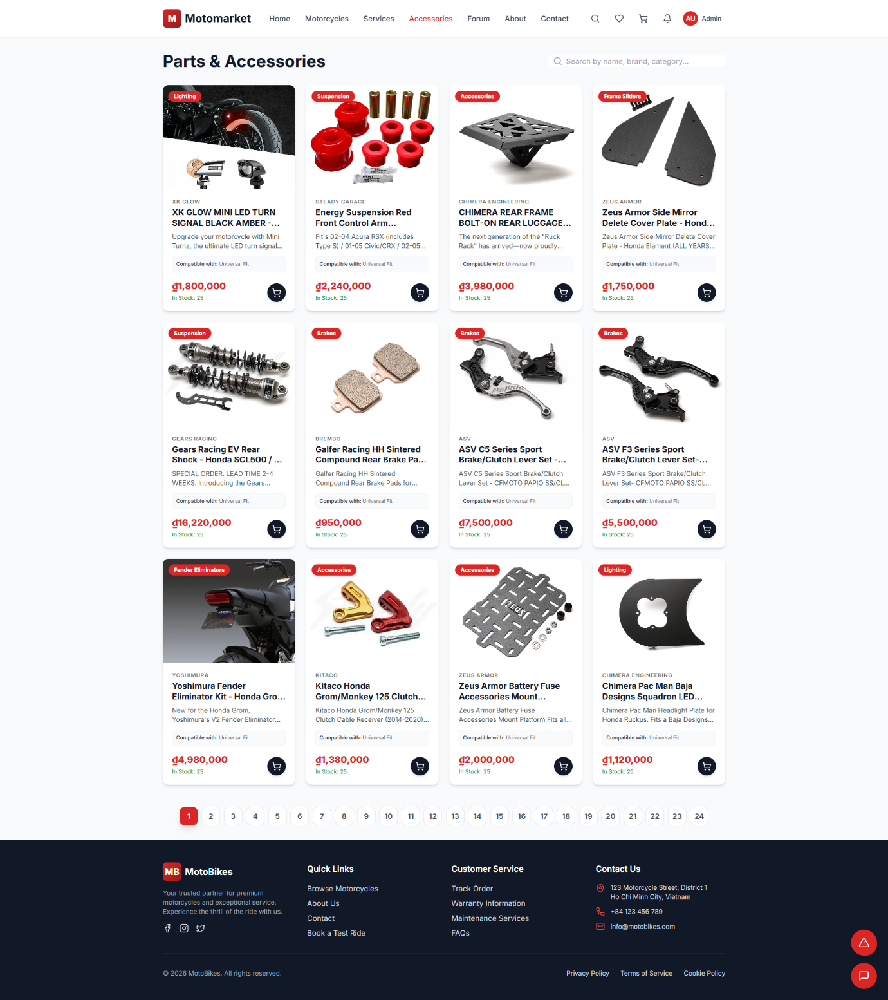 M Motomarket
Home Motorcycles Services Accessories Forum About Contact
AU Admin
Parts & Accessories
Search by name, brand, category...
Lighting
XK GLOW
XK GLOW MINI LED TURN
SIGNAL BLACK AMBER -...
Upgrade your motorcycle with Mini
Turnz, the ultimate LED turn signal...
Compatible with: Universal Fit
₫1,800,000
In Stock: 25
Suspension
STEADY GARAGE
Energy Suspension Red
Front Control Arm...
Fit's 02-04 Acura RSX (includes
Type S) / 01-05 Civic/CRX / 02-05...
Compatible with: Universal Fit
₫2,240,000
In Stock: 25
Accessories
CHIMERA ENGINEERING
CHIMERA REAR FRAME
BOLT-ON REAR LUGGAGE...
The next generation of the "Ruck
Rack" has arrived—now proudly...
Compatible with: Universal Fit
₫3,980,000
In Stock: 25
Frame Sliders
ZEUS ARMOR
Zeus Armor Side Mirror
Delete Cover Plate - Hond...
Zeus Armor Side Mirror Delete Cover
Plate - Honda Element (ALL YEARS...
Compatible with: Universal Fit
₫1,750,000
In Stock: 25
Suspension
GEARS RACING
Gears Racing EV Rear
Shock - Honda SCL500 / ...
SPECIAL ORDER. LEAD TIME 2-4
WEEKS. Introducing the Gears...
Compatible with: Universal Fit
₫16,220,000
In Stock: 25
Brakes
BREMBO
Galfer Racing HH Sintered
Compound Rear Brake Pa...
Galfer Racing HH Sintered
Compound Rear Brake Pads for...
Compatible with: Universal Fit
₫950,000
In Stock: 25
Brakes
ASV
ASV C5 Series Sport
Brake/Clutch Lever Set -...
ASV C5 Series Sport Brake/Clutch
Lever Set - CFMOTO PAPIO SS/CL...
Compatible with: Universal Fit
₫7,500,000
In Stock: 25
Brakes
ASV
ASV F3 Series Sport
Brake/Clutch Lever Set-...
ASV F3 Series Sport Brake/Clutch
Lever Set- CFMOTO PAPIO SS/CL...
Compatible with: Universal Fit
₫5,500,000
In Stock: 25
Fender Eliminators
YOSHIMURA
Yoshimura Fender
Eliminator Kit - Honda Gro...
New for the Honda Grom,
Yoshimura's V2 Fender Eliminator...
Compatible with: Universal Fit
₫4,980,000
In Stock: 25
Accessories
KITACO
Kitaco Honda
Grom/Monkey 125 Clutch...
Kitaco Honda Grom/Monkey 125
Clutch Cable Receiver (2014-2020)...
Compatible with: Universal Fit
₫1,380,000
In Stock: 25
Accessories
ZEUS
ZEUS ARMOR
Zeus Armor Battery Fuse
Accessories Mount...
Zeus Armor Battery Fuse
Accessories Mount Platform Fits all...
Compatible with: Universal Fit
₫2,000,000
In Stock: 25
Lighting
CHIMERA ENGINEERING
Chimera Pac Man Baja
Designs Squadron LED...
Chimera Pac Man Headlight Plate for
Honda Ruckus. Fits a Baja Designs...
Compatible with: Universal Fit
₫1,120,000
In Stock: 25
1 2 3 4 5 6 7 8 9 10 11 12 13 14 15 16 17 18 19 20 21 22 23 24
MB MotoBikes
Your trusted partner for premium
motorcycles and exceptional service.
Experience the thrill of the ride with us.
Quick Links
Browse Motorcycles
About Us
Contact
Book a Test Ride
Customer Service
Track Order
Warranty Information
Maintenance Services
FAQs
Contact Us
123 Motorcycle Street, District 1
Ho Chi Minh City, Vietnam
+84 123 456 789
info@motobikes.com
© 2026 MotoBikes. All rights reserved.
Privacy Policy Terms of Service Cookie Policy